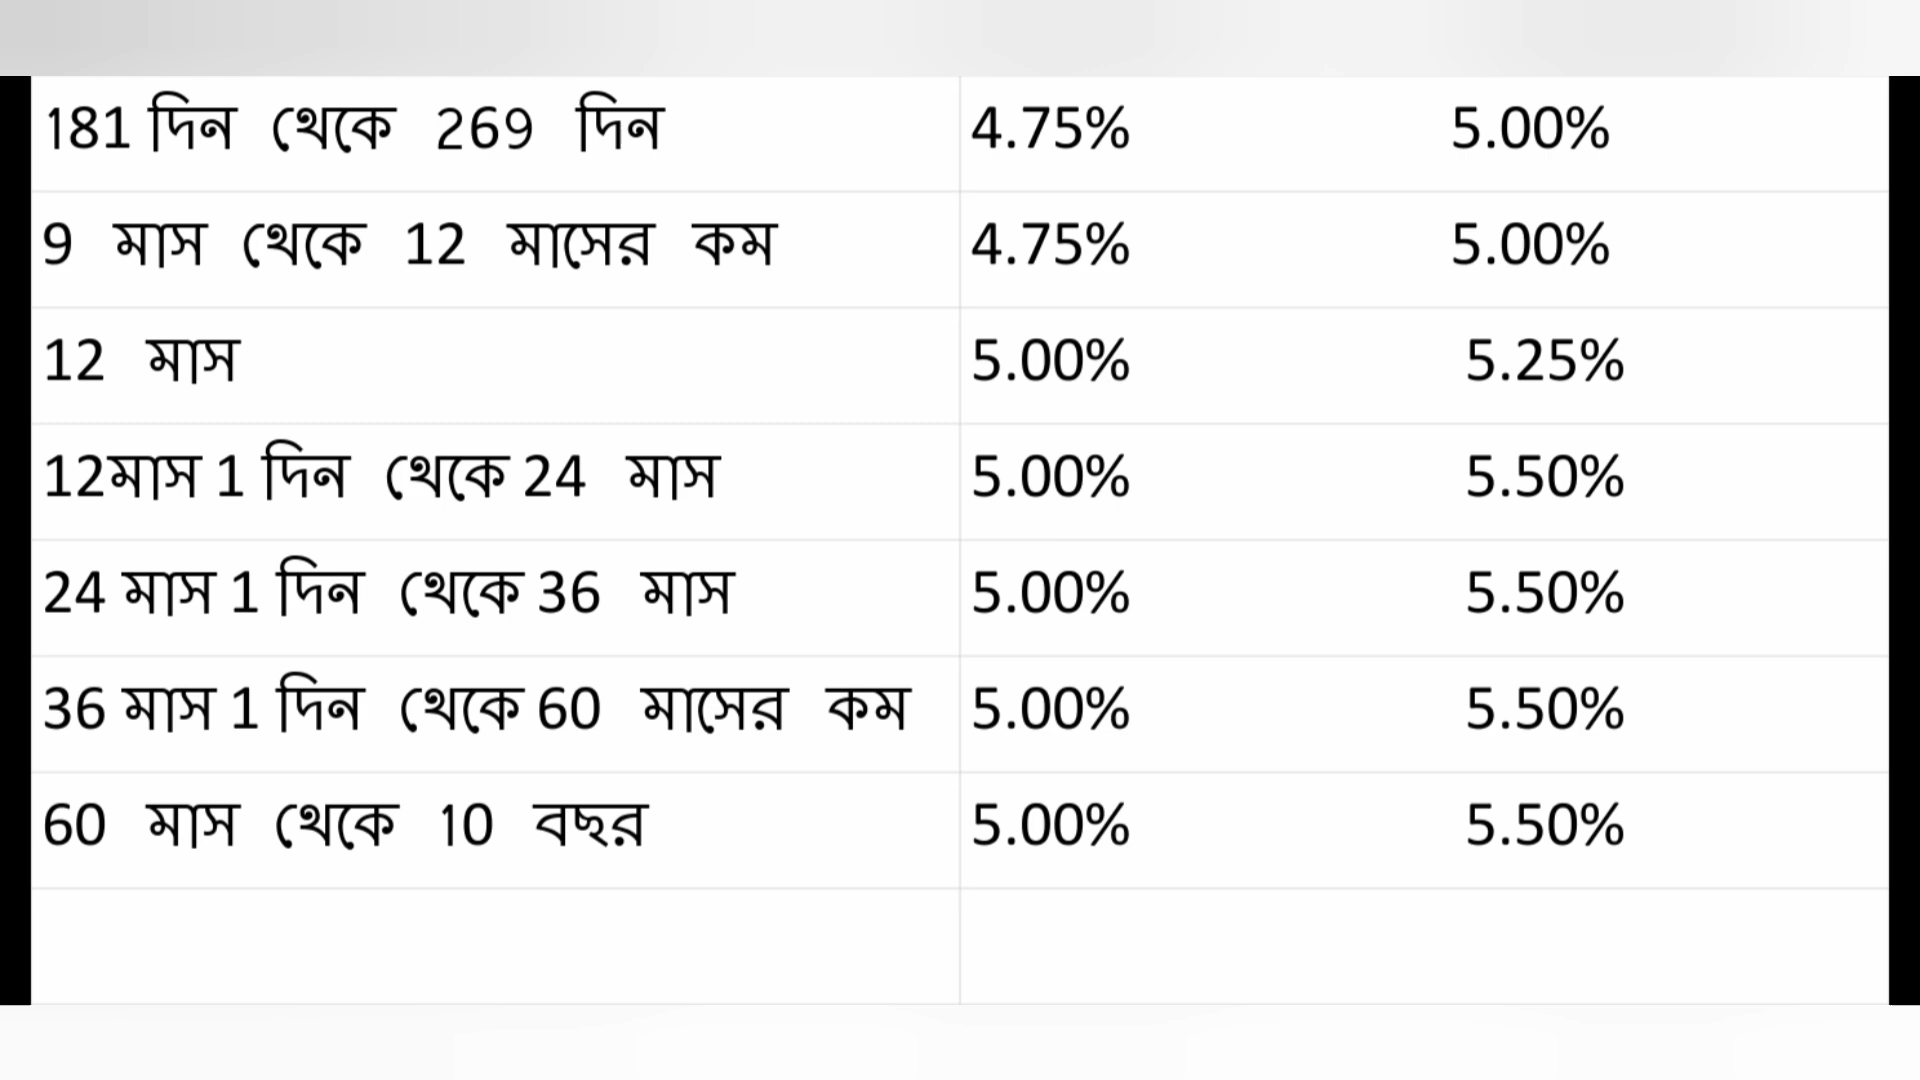 181 দিন থেকে 269 দিন 4.75% 5.00%
9 মাস থেকে 12 মাসের কম 4.75% 5.00%
12 মাস 5.00% 5.25%
12মাস 1 দিন থেকে 24 মাস 5.00% 5.50%
24 মাস 1 দিন থেকে 36 মাস 5.00% 5.50%
36 মাস 1 দিন থেকে 60 মাসের কম 5.00% 5.50%
60 মাস থেকে 10 বছর 5.00% 5.50%